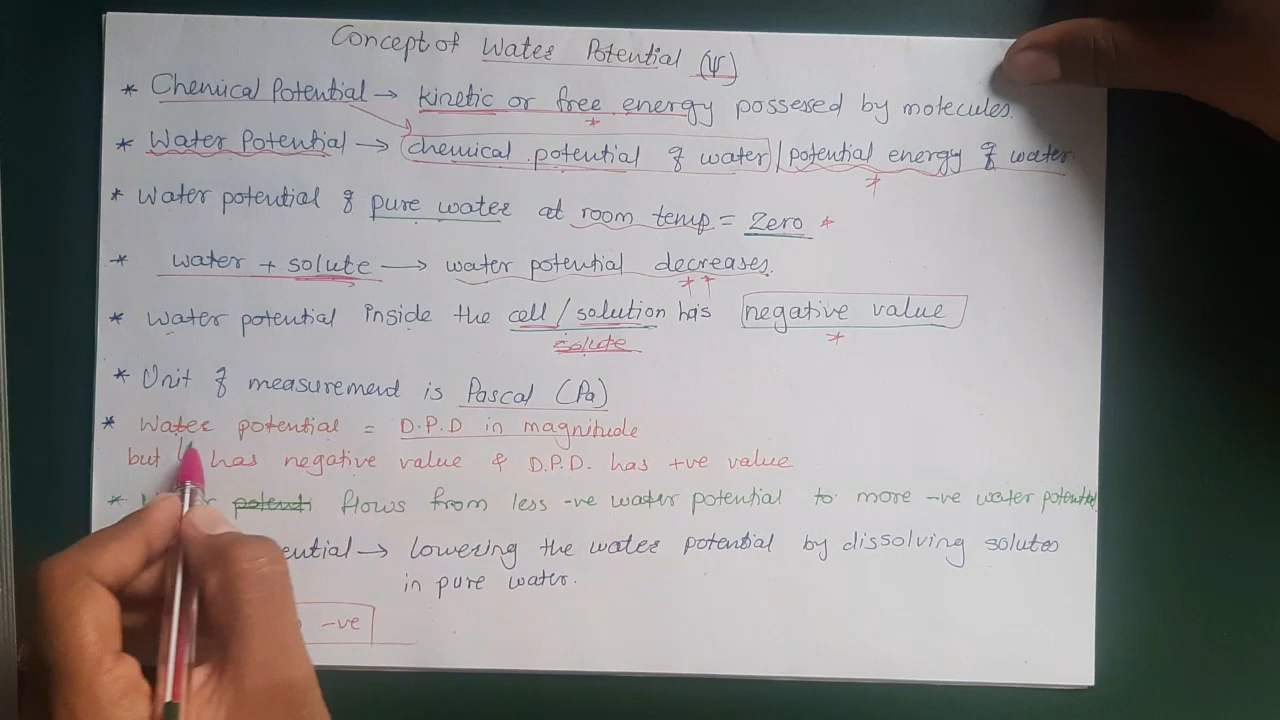 Concept of Water Potential (Ψ)
* Chemical Potential → kinetic or free energy possessed by molecules.
*
* Water Potential → chemical potential of water / potential energy of water.
*
* Water potential of pure water at room temp = Zero *
* water + solute → water potential decreases.
* *
* Water potential inside the cell / solution has negative value
solute *
* Unit of measurement is Pascal (Pa)
* Water potential = D.P.D in magnitude
but has negative value & D.P.D. has +ve value
* flows from less -ve water potential to more -ve water potential
ential → lowering the water potential by dissolving solutes
in pure water.
-ve